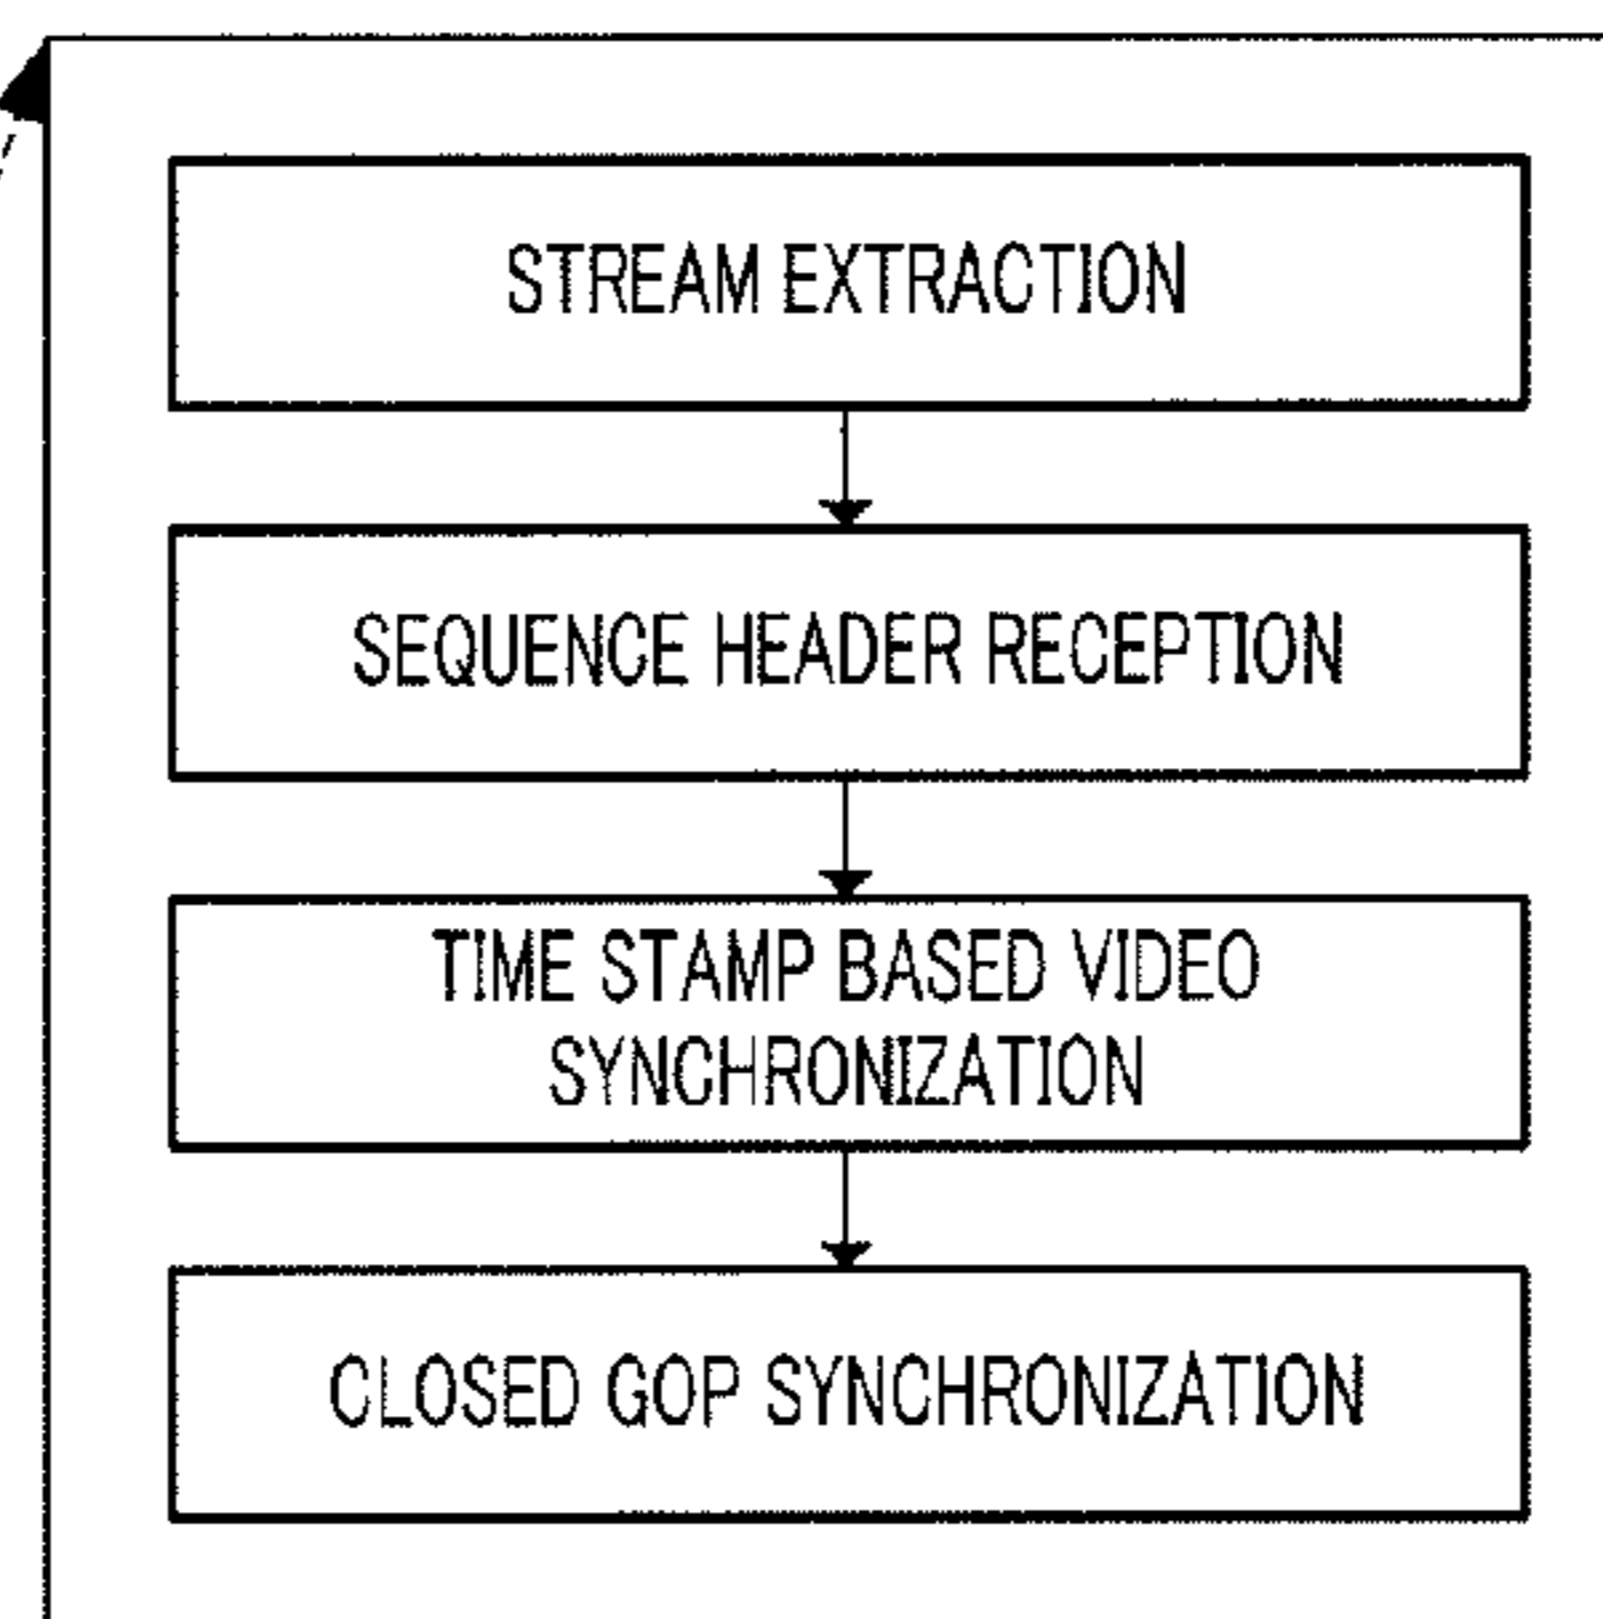 STREAM EXTRACTION
SEQUENCE HEADER RECEPTION
TIME STAMP BASED VIDEO
SYNCHRONIZATION
CLOSED GOP SYNCHRONIZATION